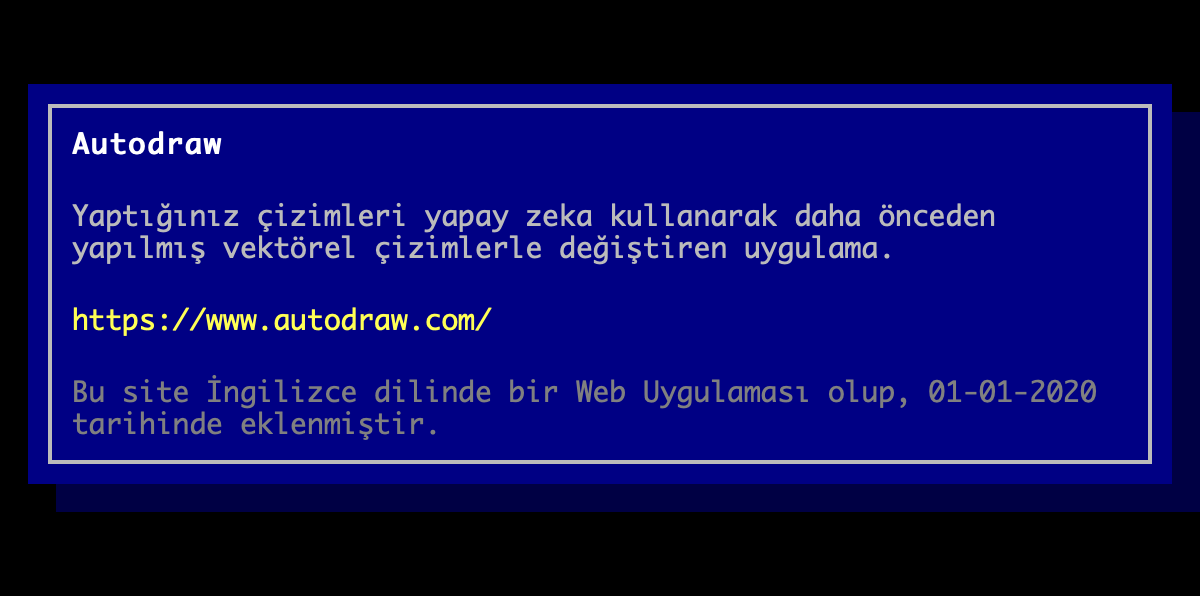 Autodraw
Yaptığınız çizimleri yapay zeka kullanarak daha önceden
yapılmış vektörel çizimlerle değiştiren uygulama.
https://www.autodraw.com/
Bu site İngilizce dilinde bir Web Uygulaması olup, 01-01-2020
tarihinde eklenmiştir.